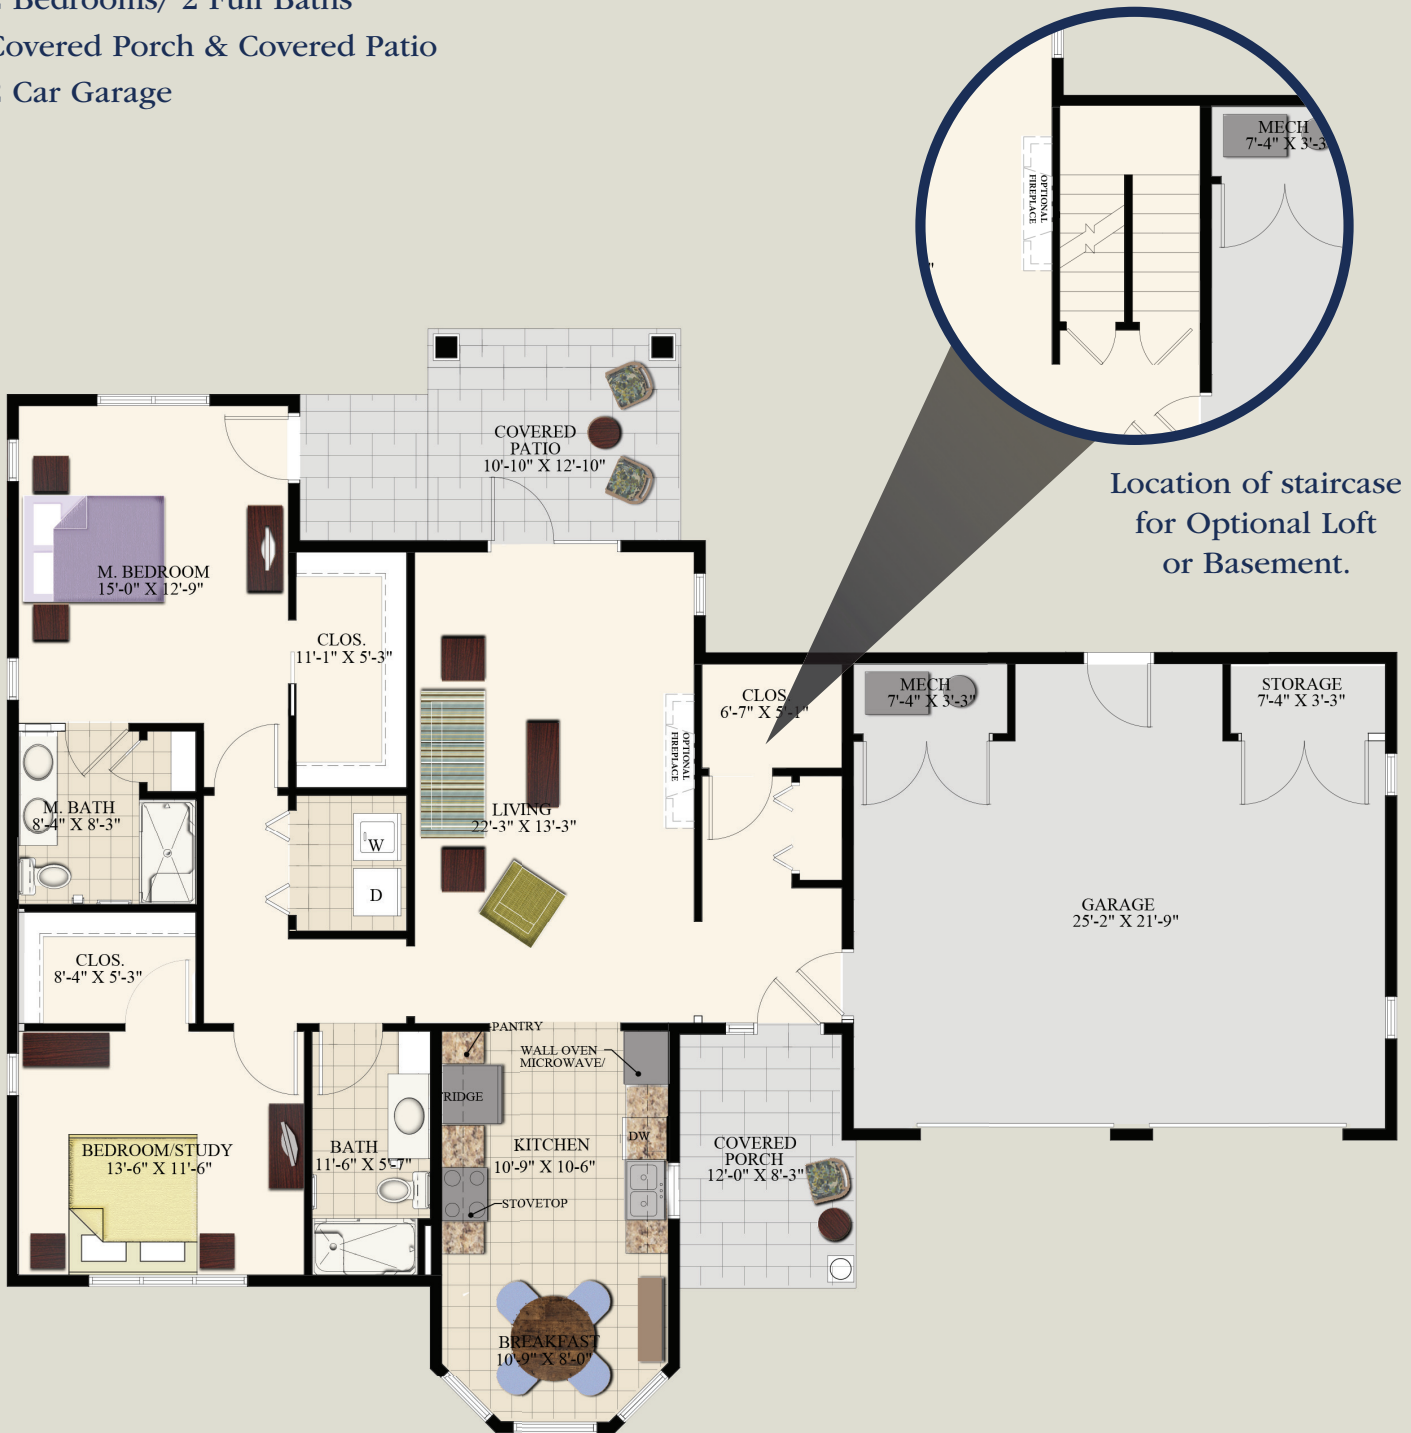 Bedrooms/ 2 Full Baths
Covered Porch & Covered Patio
Car Garage
MECH
7'-4" X 3'-3
OPTIONAL
FIREPLACE
Location of staircase
for Optional Loft
or Basement.
COVERED
PATIO
10'-10" X 12'-10"
M. BEDROOM
15'-0" X 12'-9"
CLOS.
11'-1" X 5'-3"
CLOS.
6'-7" X 5'-1"
MECH
7'-4" X 3'-3"
STORAGE
7'-4" X 3'-3"
OPTIONAL
FIREPLACE
M. BATH
8'-4" X 8'-3"
LIVING
22'-3" X 13'-3"
W
D
GARAGE
25'-2" X 21'-9"
CLOS.
8'-4" X 5'-3"
PANTRY
WALL OVEN
MICROWAVE/
RIDGE
BEDROOM/STUDY
13'-6" X 11'-6"
BATH
11'-6" X 5'-7"
KITCHEN
10'-9" X 10'-6"
DW
COVERED
PORCH
12'-0" X 8'-3"
STOVETOP
BREAKFAST
10'-9" X 8'-0"